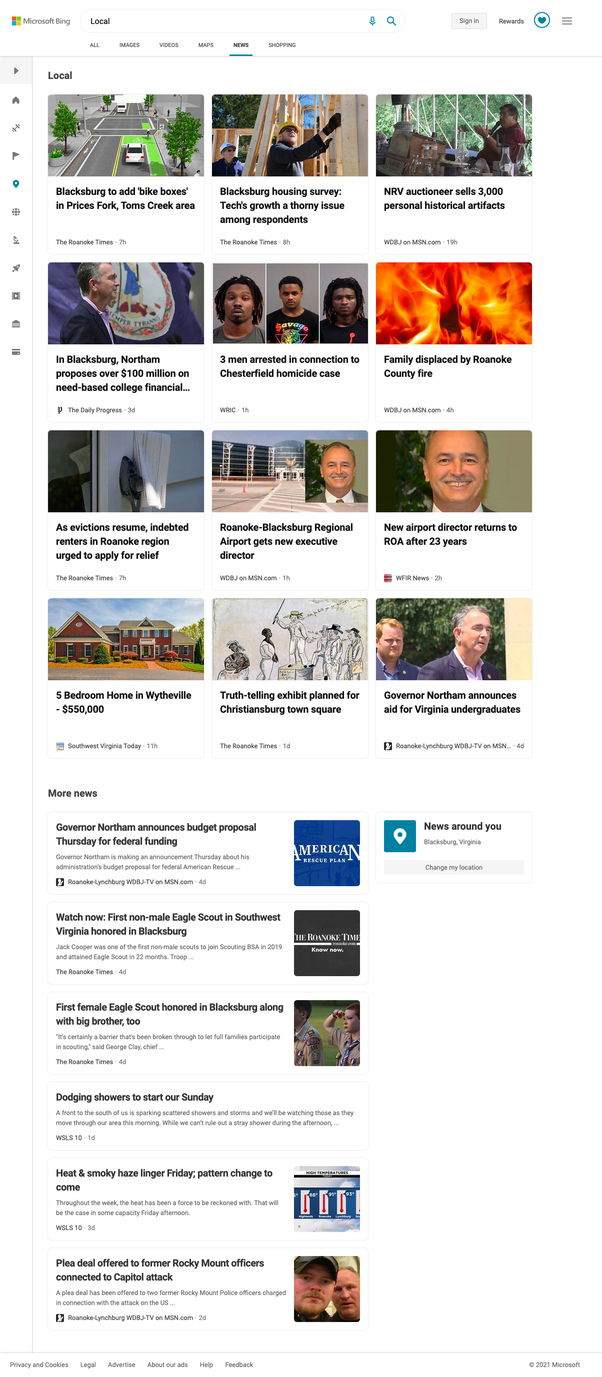 Microsoft Bing
Local
Sign in
Rewards
ALL
IMAGES
VIDEOS
MAPS
NEWS
SHOPPING
Local
Blacksburg to add 'bike boxes'
in Prices Fork, Toms Creek area
The Roanoke Times · 7h
Blacksburg housing survey:
Tech's growth a thorny issue
among respondents
The Roanoke Times · 8h
NRV auctioneer sells 3,000
personal historical artifacts
WDBJ on MSN.com · 19h
In Blacksburg, Northam
proposes over $100 million on
need-based college financial...
The Daily Progress · 3d
3 men arrested in connection to
Chesterfield homicide case
WRIC · 1h
Family displaced by Roanoke
County fire
WDBJ on MSN.com · 4h
As evictions resume, indebted
renters in Roanoke region
urged to apply for relief
The Roanoke Times · 7h
Roanoke-Blacksburg Regional
Airport gets new executive
director
WDBJ on MSN.com · 1h
New airport director returns to
ROA after 23 years
WFIR News · 2h
5 Bedroom Home in Wytheville
- $550,000
Southwest Virginia Today · 11h
Truth-telling exhibit planned for
Christiansburg town square
The Roanoke Times · 1d
Governor Northam announces
aid for Virginia undergraduates
Roanoke-Lynchburg WDBJ-TV on MSN... · 4d
More news
Governor Northam announces budget proposal
Thursday for federal funding
Governor Northam is making an announcement Thursday about his
administration's budget proposal for federal American Rescue ...
Roanoke-Lynchburg WDBJ-TV on MSN.com · 4d
AMERICAN
RESCUE PLAN
News around you
Blacksburg, Virginia
Change my location
Watch now: First non-male Eagle Scout in Southwest
Virginia honored in Blacksburg
Jack Cooper was one of the first non-male scouts to join Scouting BSA in 2019
and attained Eagle Scout in 22 months. Troop ...
The Roanoke Times · 4d
THE ROANOKE TIME
Know now.
First female Eagle Scout honored in Blacksburg along
with big brother, too
"It's certainly a barrier that's been broken through to let full families participate
in scouting," said George Clay, chief ...
The Roanoke Times · 4d
Dodging showers to start our Sunday
A front to the south of us is sparking scattered showers and storms and we'll be watching those as they
move through our area this morning. While we can't rule out a stray shower during the afternoon, ...
WSLS 10 · 1d
Heat & smoky haze linger Friday; pattern change to
come
Throughout the week, the heat has been a force to be reckoned with. That will
be the case in some capacity Friday afternoon.
WSLS 10 · 3d
HIGH TEMPERATURES
Plea deal offered to former Rocky Mount officers
connected to Capitol attack
A plea deal has been offered to two former Rocky Mount Police officers charged
in connection with the attack on the US ...
Roanoke-Lynchburg WDBJ-TV on MSN.com · 2d
Privacy and Cookies
Legal
Advertise
About our ads
Help
Feedback
© 2021 Microsoft